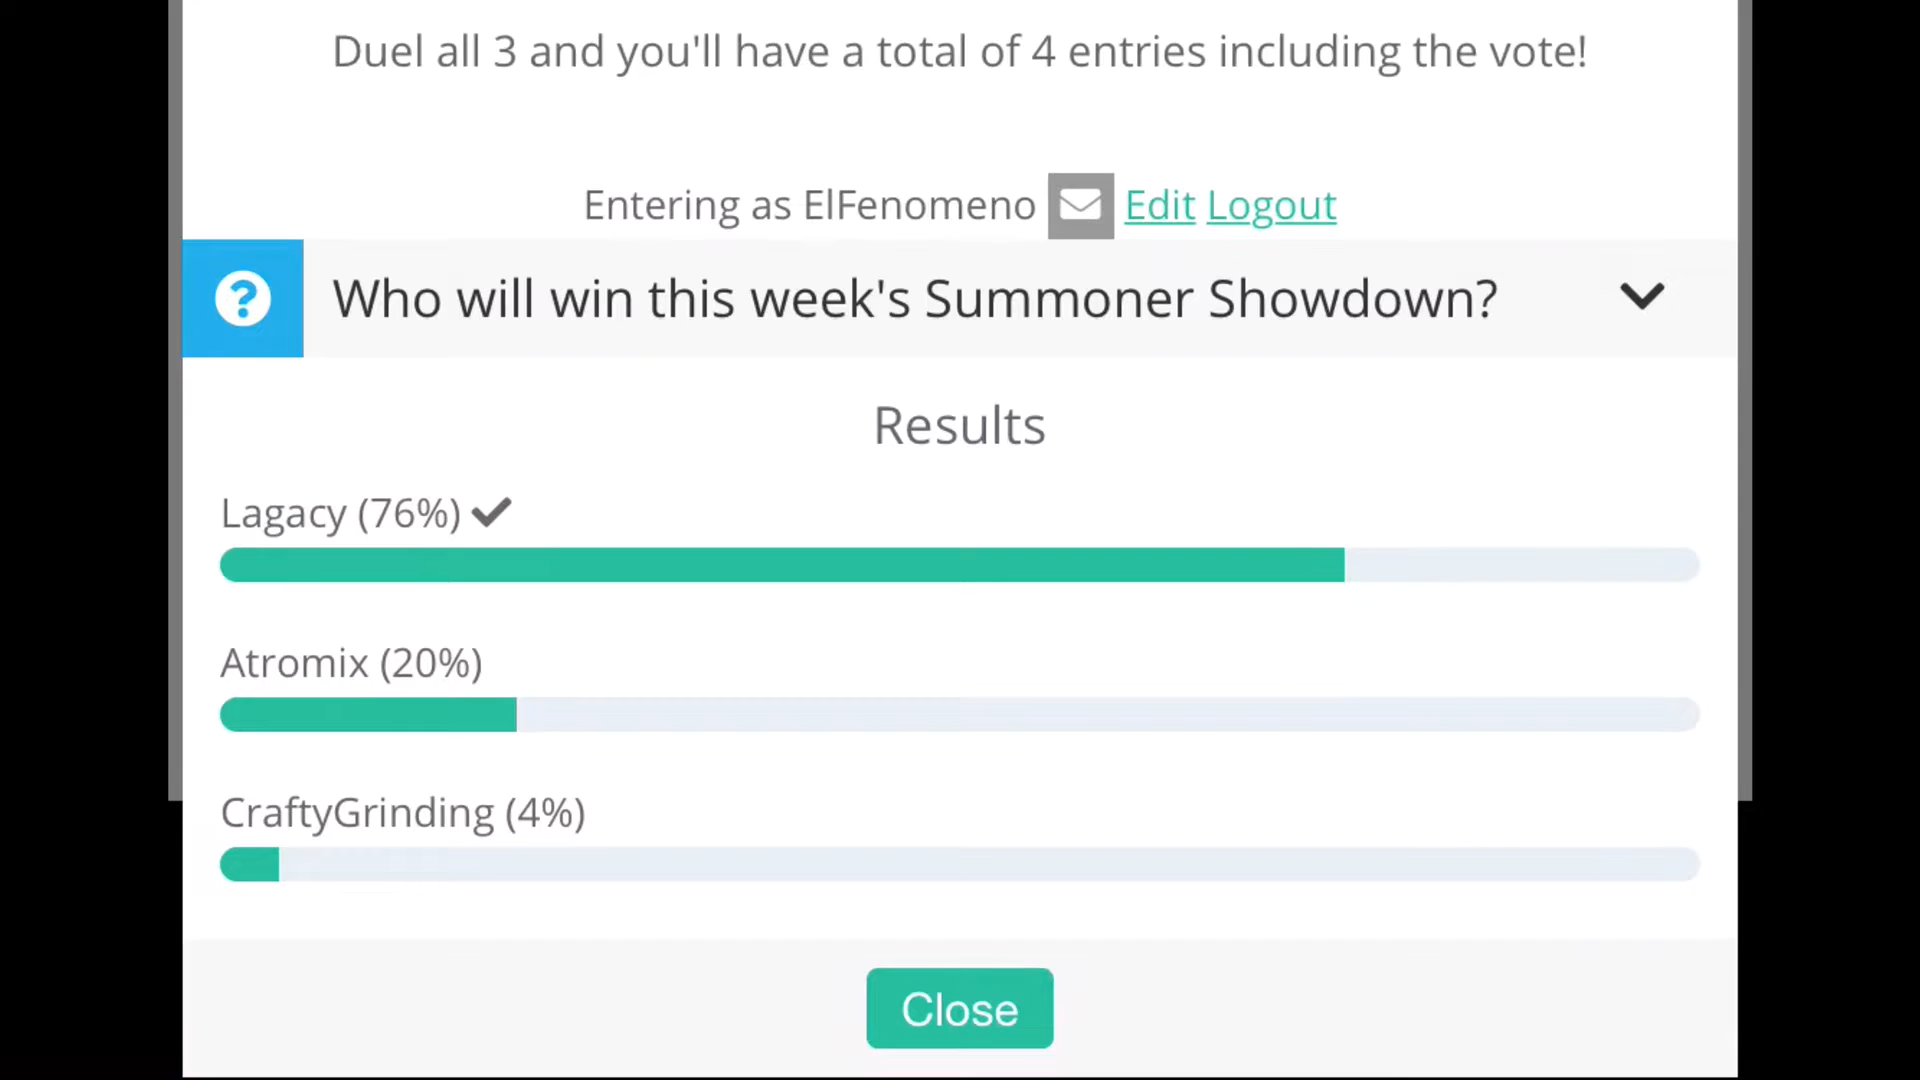 Duel all 3 and you'll have a total of 4 entries including the vote!
Entering as ElFenomeno Edit Logout
Who will win this week's Summoner Showdown?
Results
Lagacy (76%)
Atromix (20%)
CraftyGrinding (4%)
Close